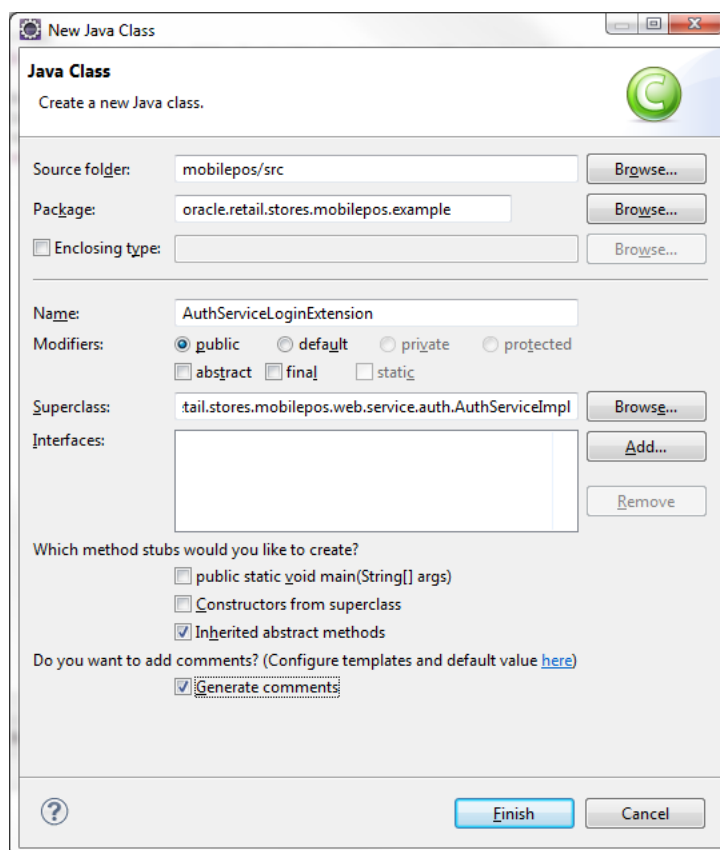 New Java Class
Java Class
Create a new Java class.
C
Source folder: mobilepos/src Browse...
Package: oracle.retail.stores.mobilepos.example Browse...
Enclosing type: Browse...
Name: AuthServiceLoginExtension
Modifiers: public default private protected
abstract final static
Superclass: :tail.stores.mobilepos.web.service.auth.AuthServiceImpl Browse...
Interfaces: Add...
Remove
Which method stubs would you like to create?
public static void main(String[] args)
Constructors from superclass
Inherited abstract methods
Do you want to add comments? (Configure templates and default value here)
Generate comments
? Finish Cancel